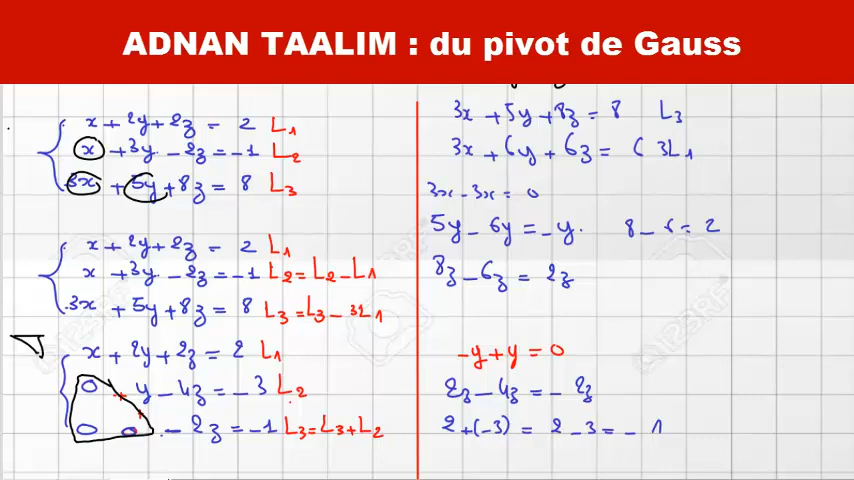 ADNAN TAALIM : du pivot de Gauss
x + 2y + 2z = 2 L1
x + 3y - 2z = -1 L2
3x + 5y + 8z = 8 L3
x + 2y + 2z = 2 L1
x + 3y - 2z = -1 L2 = L2 - L1
3x + 5y + 8z = 8 L3 = L3 - 3L1
x + 2y + 2z = 2 L1
0 y - 4z = -3 L2
0 0 - 2z = -1 L3 = L3 + L2
3x + 5y + 8z = 8 L3
3x + 6y + 6z = 6 3L1
3x - 3x = 0
5y - 6y = -y 8 - 6 = 2
8z - 6z = 2z
-y + y = 0
2z - 4z = - 2z
2 + (-3) = 2 - 3 = - 1
123RF
123RF